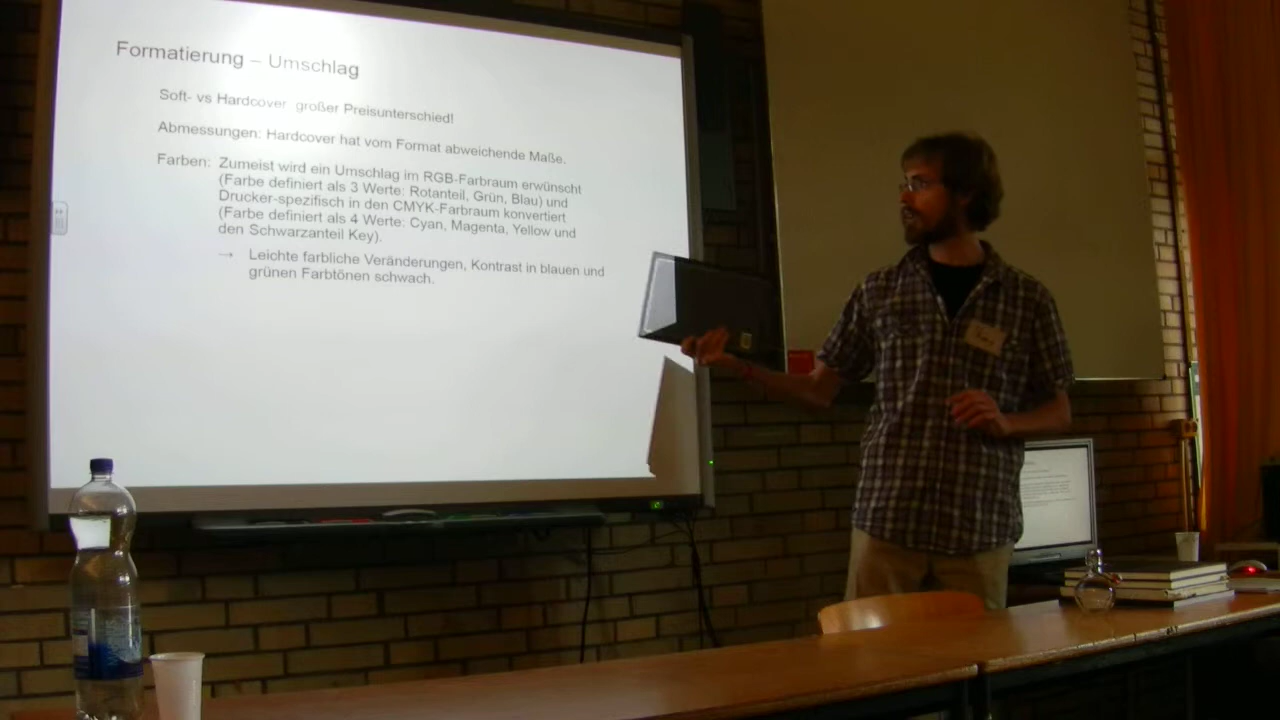 Formatierung – Umschlag
Soft- vs Hardcover großer Preisunterschied!
Abmessungen: Hardcover hat vom Format abweichende Maße.
Farben: Zumeist wird ein Umschlag im RGB-Farbraum erwünscht
(Farbe definiert als 3 Werte: Rotanteil, Grün, Blau) und
Drucker-spezifisch in den CMYK-Farbraum konvertiert
(Farbe definiert als 4 Werte: Cyan, Magenta, Yellow und
den Schwarzanteil Key).
→ Leichte farbliche Veränderungen, Kontrast in blauen und
grünen Farbtönen schwach.